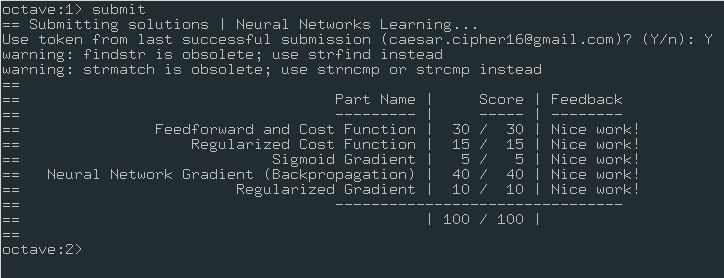 octave:1> submit
== Submitting solutions | Neural Networks Learning...
Use token from last successful submission (caesar.cipher16@gmail.com)? (Y/n): Y
warning: findstr is obsolete; use strfind instead
warning: strmatch is obsolete; use strncmp or strcmp instead
==
==                                   Part Name |     Score | Feedback
==                                   --------- |     ----- | --------
==            Feedforward and Cost Function |  30 /  30 | Nice work!
==                Regularized Cost Function |  15 /  15 | Nice work!
==                         Sigmoid Gradient |   5 /   5 | Nice work!
==   Neural Network Gradient (Backpropagation) |  40 /  40 | Nice work!
==                     Regularized Gradient |  10 /  10 | Nice work!
==                                   --------------------------------
==                                             | 100 / 100 |
==
octave:2>